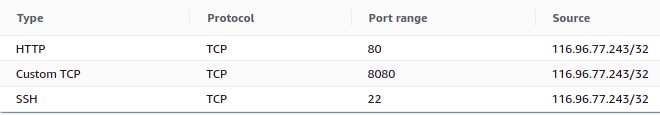 Type Protocol Port range Source
HTTP TCP 80 116.96.77.243/32
Custom TCP TCP 8080 116.96.77.243/32
SSH TCP 22 116.96.77.243/32